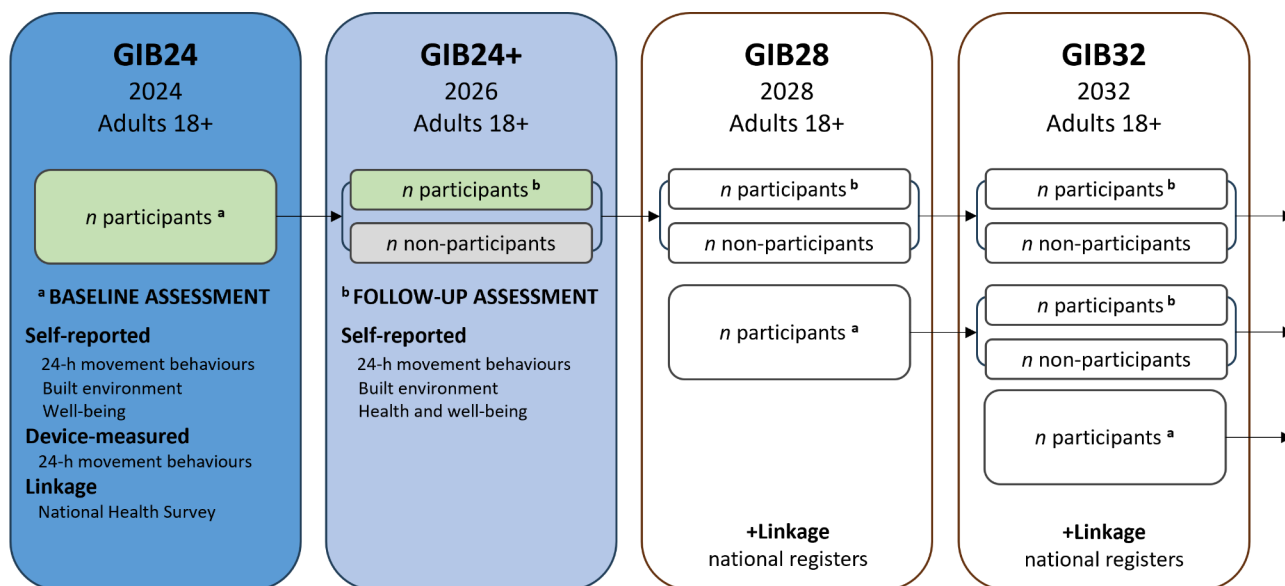 GIB24
2024
Adults 18+
n participants a
a BASELINE ASSESSMENT
Self-reported
24-h movement behaviours
Built environment
Well-being
Device-measured
24-h movement behaviours
Linkage
National Health Survey
GIB24+
2026
Adults 18+
n participants b
n non-participants
b FOLLOW-UP ASSESSMENT
Self-reported
24-h movement behaviours
Built environment
Health and well-being
GIB28
2028
Adults 18+
n participants b
n non-participants
n participants a
+Linkage
national registers
GIB32
2032
Adults 18+
n participants b
n non-participants
n participants b
n non-participants
n participants a
+Linkage
national registers